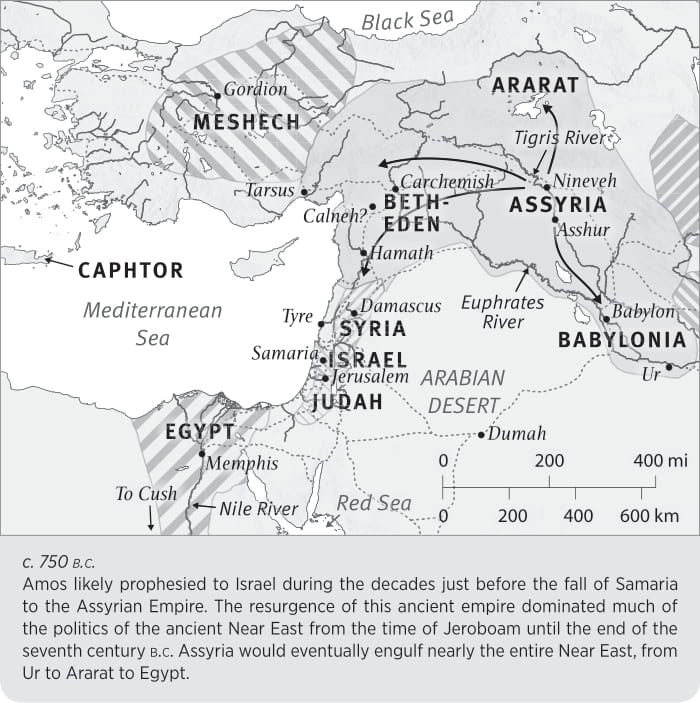 Black Sea
Gordion
ARARAT
MESHECH
Tigris River
Tarsus
Carchemish
Nineveh
Calneh?
BETH-
EDEN
ASSYRIA
Asshur
Hamath
CAPHTOR
Mediterranean
Sea
Tyre
Damascus
Euphrates
River
Babylon
SYRIA
BABYLONIA
Samaria
ISRAEL
Ur
Jerusalem
ARABIAN
DESERT
JUDAH
EGYPT
Dumah
Memphis
0 200 400 mi
To Cush
Nile River
Red Sea
0 200 400 600 km
c. 750 B.C.
Amos likely prophesied to Israel during the decades just before the fall of Samaria
to the Assyrian Empire. The resurgence of this ancient empire dominated much of
the politics of the ancient Near East from the time of Jeroboam until the end of the
seventh century B.C. Assyria would eventually engulf nearly the entire Near East, from
Ur to Ararat to Egypt.